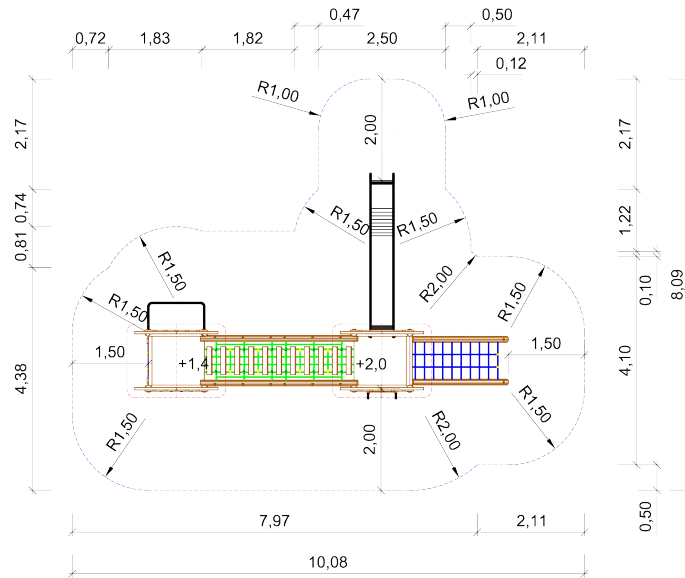 0,47 0,50
0,72 1,83 1,82 2,50 2,11
0,12
R1,00 R1,00
2,17 2,00 2,17
0,74 R1,50 R1,50 1,22
0,81 R1,50 R2,00 R1,50 0,10 8,09
R1,50
1,50 +1,4 +2,0 1,50
4,38 4,10
R1,50 2,00 R2,00 R1,50
0,50
7,97 2,11
10,08